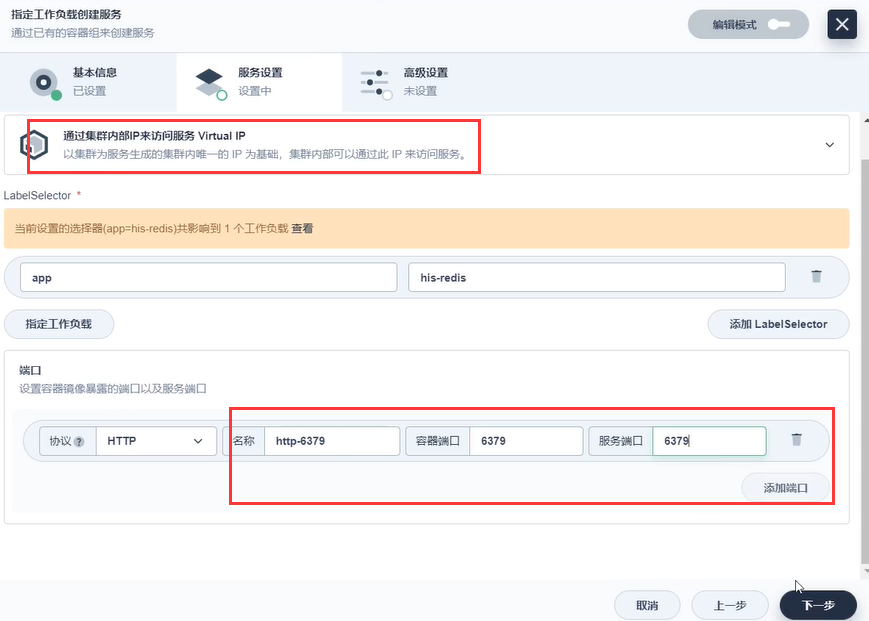 指定工作负载创建服务
通过已有的容器组来创建服务
编辑模式
基本信息
已设置
服务设置
设置中
高级设置
未设置
通过集群内部IP来访问服务 Virtual IP
以集群为服务生成的集群内唯一的 IP 为基础，集群内部可以通过此 IP 来访问服务。
LabelSelector *
当前设置的选择器(app=his-redis)共影响到 1 个工作负载 查看
app his-redis
指定工作负载 添加 LabelSelector
端口
设置容器镜像暴露的端口以及服务端口
协议 ? HTTP 名称 http-6379 容器端口 6379 服务端口 6379
添加端口
取消 上一步 下一步